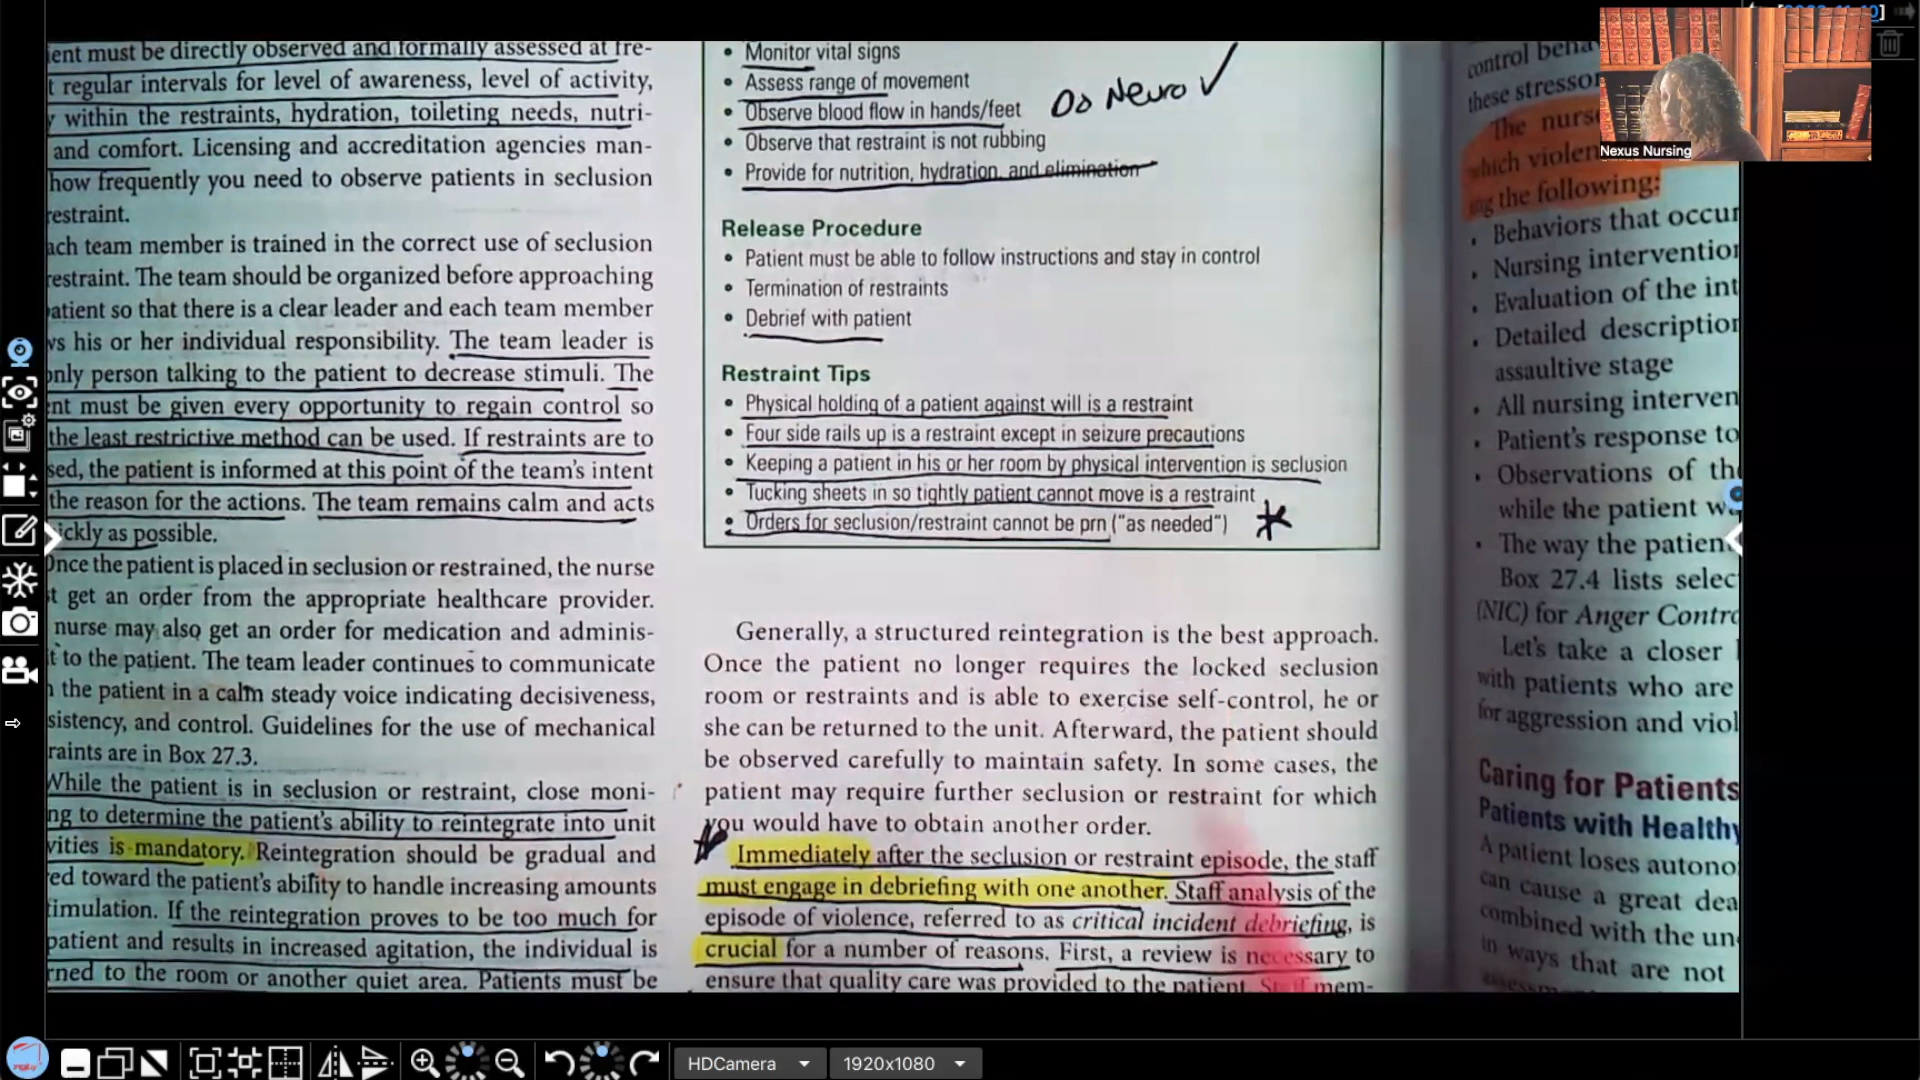 ent must be directly observed and formally assessed at fre-
t regular intervals for level of awareness, level of activity,
y within the restraints, hydration, toileting needs, nutri-
and comfort. Licensing and accreditation agencies man-
how frequently you need to observe patients in seclusion
restraint.
ach team member is trained in the correct use of seclusion
restraint. The team should be organized before approaching
patient so that there is a clear leader and each team member
ws his or her individual responsibility. The team leader is
only person talking to the patient to decrease stimuli. The
nt must be given every opportunity to regain control so
the least restrictive method can be used. If restraints are to
sed, the patient is informed at this point of the team's intent
the reason for the actions. The team remains calm and acts
ickly as possible.
Once the patient is placed in seclusion or restrained, the nurse
t get an order from the appropriate healthcare provider.
nurse may also get an order for medication and adminis-
t to the patient. The team leader continues to communicate
the patient in a calm steady voice indicating decisiveness,
sistency, and control. Guidelines for the use of mechanical
raints are in Box 27.3.
While the patient is in seclusion or restraint, close moni-
ng to determine the patient's ability to reintegrate into unit
vities is mandatory. Reintegration should be gradual and
ed toward the patient's ability to handle increasing amounts
timulation. If the reintegration proves to be too much for
patient and results in increased agitation, the individual is
rned to the room or another quiet area. Patients must be
• Monitor vital signs
• Assess range of movement
• Observe blood flow in hands/feet
Do Neuro ✓
• Observe that restraint is not rubbing
• Provide for nutrition, hydration, and elimination
Release Procedure
• Patient must be able to follow instructions and stay in control
• Termination of restraints
• Debrief with patient
Restraint Tips
• Physical holding of a patient against will is a restraint
• Four side rails up is a restraint except in seizure precautions
• Keeping a patient in his or her room by physical intervention is seclusion
• Tucking sheets in so tightly patient cannot move is a restraint
• Orders for seclusion/restraint cannot be prn ("as needed")
Generally, a structured reintegration is the best approach.
Once the patient no longer requires the locked seclusion
room or restraints and is able to exercise self-control, he or
she can be returned to the unit. Afterward, the patient should
be observed carefully to maintain safety. In some cases, the
patient may require further seclusion or restraint for which
you would have to obtain another order.
Immediately after the seclusion or restraint episode, the staff
must engage in debriefing with one another. Staff analysis of the
episode of violence, referred to as critical incident debriefing, is
crucial for a number of reasons. First, a review is necessary to
ensure that quality care was provided to the patient. Staff mem-
control beha
these stressor
The nurs
which violen
ing the following:
• Behaviors that occur
• Nursing intervention
• Evaluation of the int
• Detailed description
assaultive stage
• All nursing interven
• Patient's response to
• Observations of th
while the patient wa
• The way the patien
Box 27.4 lists selec
(NIC) for Anger Contro
Let's take a closer
with patients who are
for aggression and viol
Caring for Patients
Patients with Healthy
A patient loses autono
can cause a great dea
combined with the un
in ways that are not
Nexus Nursing
HDCamera
1920x1080